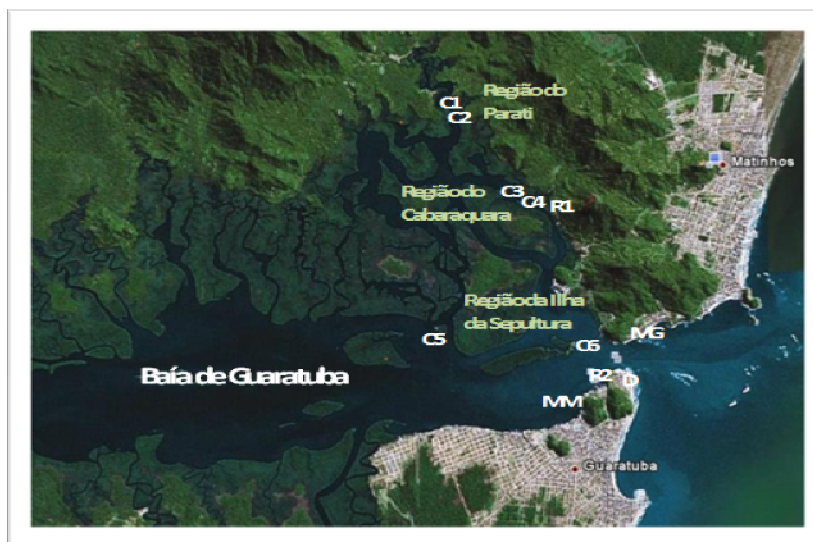 Região do
Parati
C1
C2
Matinhos
Região do
Cabaraquara
C3
C4
R1
Região da Ilha
da Sepultura
C5
C6
MG
Baía de Guaratuba
R2
D
MM
Guaratuba